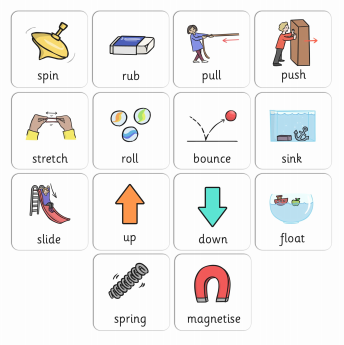 spin
rub
pull
push
stretch
roll
bounce
sink
slide
up
down
float
spring
magnetise